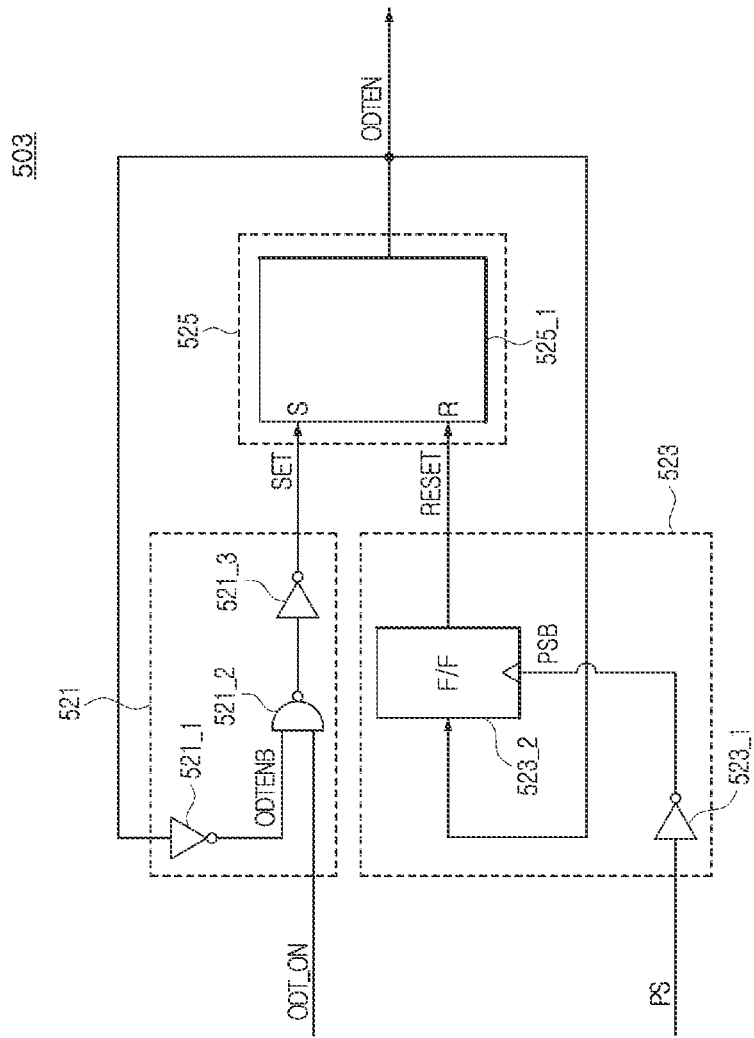 503
ODTEN
525
S
R
525_1
SET
RESET
521
521_1
521_2
521_3
ODTENB
ODT_ON
523
F/F
523_2
PSB
523_1
PS